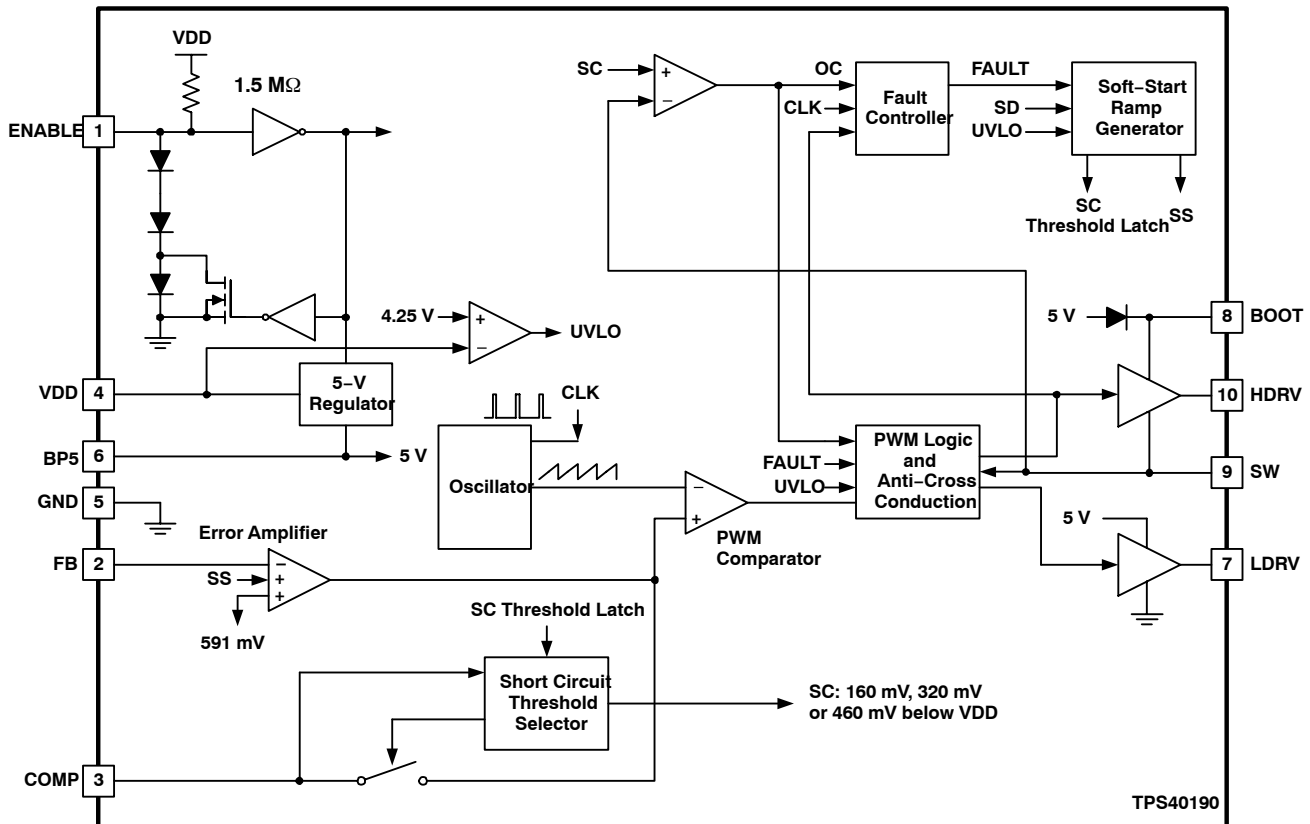 VDD
1.5 MΩ
ENABLE
1
SC
+
−
OC
CLK
Fault
Controller
FAULT
SD
UVLO
Soft−Start
Ramp
Generator
SC
Threshold Latch
SS
4.25 V
+
−
UVLO
5 V
8
BOOT
VDD
4
5−V
Regulator
CLK
10
HDRV
BP5
6
5 V
Oscillator
FAULT
UVLO
PWM Logic
and
Anti−Cross
Conduction
9
SW
GND
5
−
+
PWM
Comparator
5 V
Error Amplifier
FB
2
−
SS
+
+
591 mV
7
LDRV
SC Threshold Latch
Short Circuit
Threshold
Selector
SC: 160 mV, 320 mV
or 460 mV below VDD
COMP
3
TPS40190